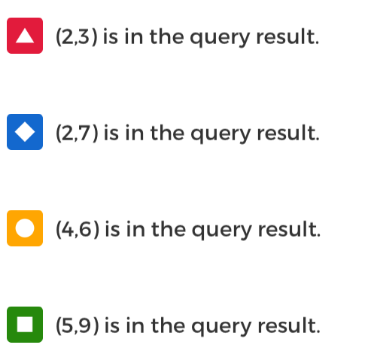 (2,3) is in the query result.
(2,7) is in the query result.
(4,6) is in the query result.
(5,9) is in the query result.